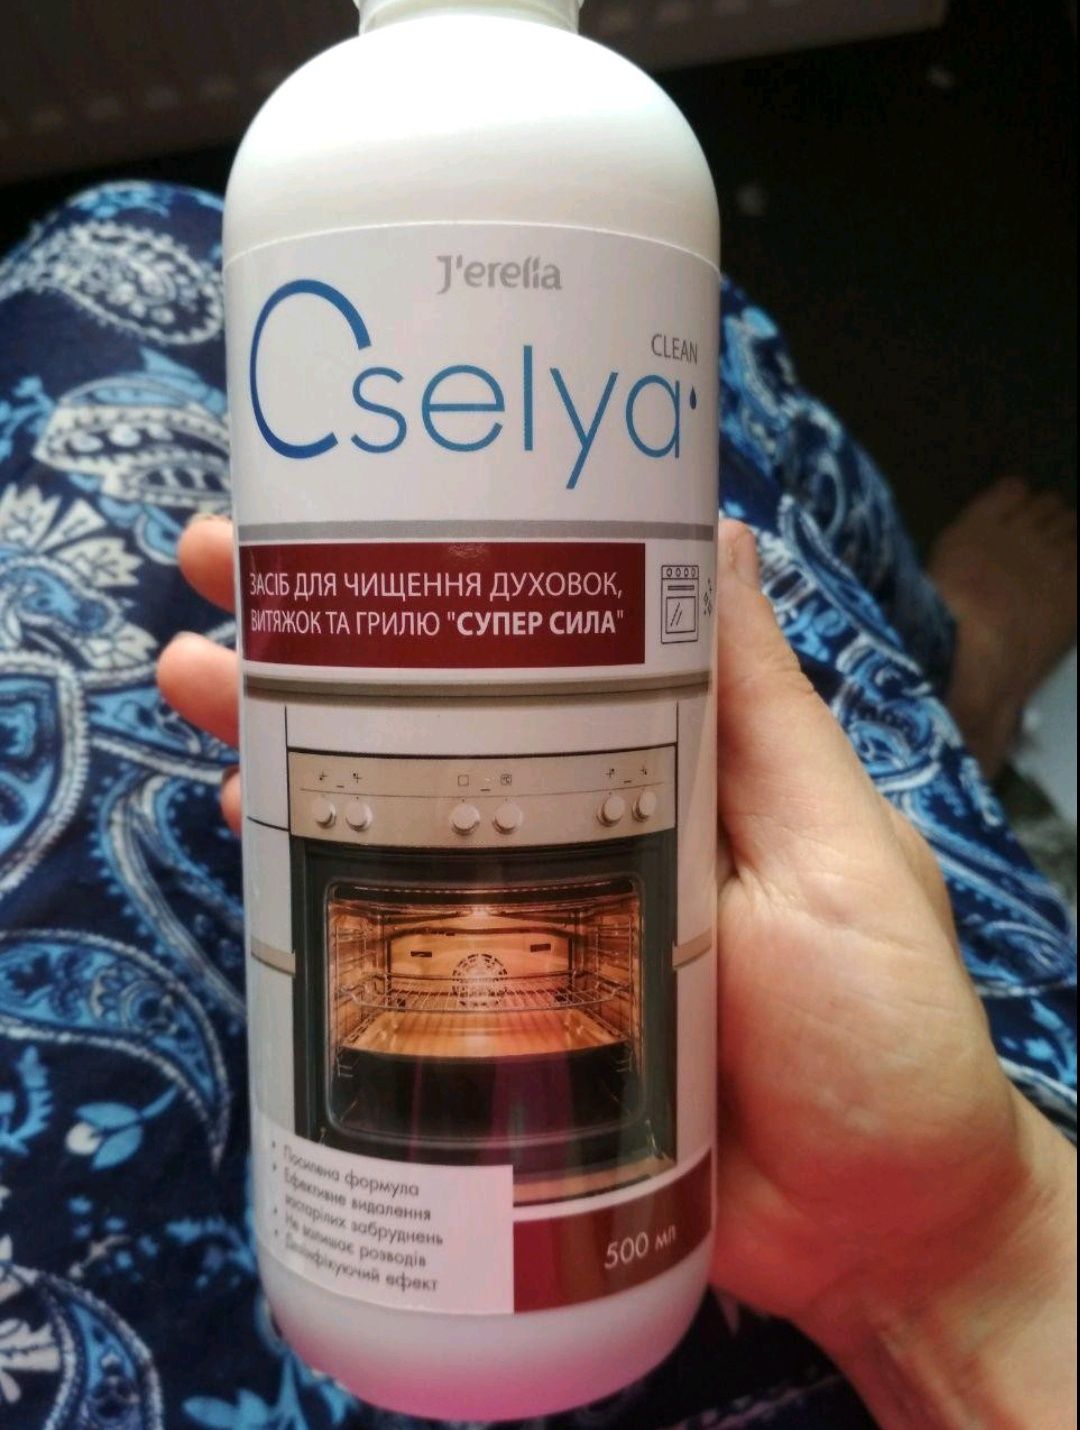 J'erelia
CLEAN
Cselya
ЗАСІБ ДЛЯ ЧИЩЕННЯ ДУХОВОК,
ВИТЯЖОК ТА ГРИЛЮ "СУПЕР СИЛА"
• Посилена формула
• Ефективне видалення
застарілих забруднень
• Не залишає розводів
• Дезінфікуючий ефект
500 мл